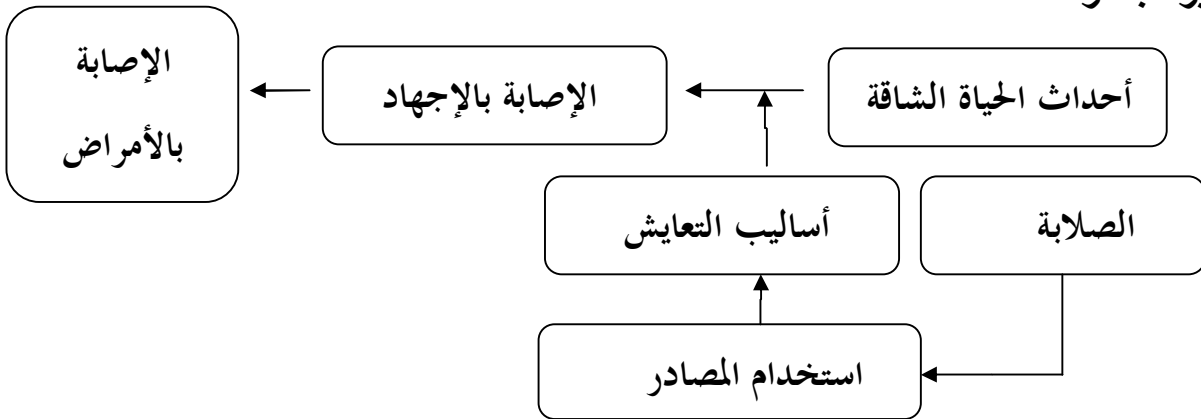 أحداث الحياة الشاقة
الإصابة بالإجهاد
الإصابة
بالأمراض
الصلابة
أساليب التعايش
استخدام المصادر